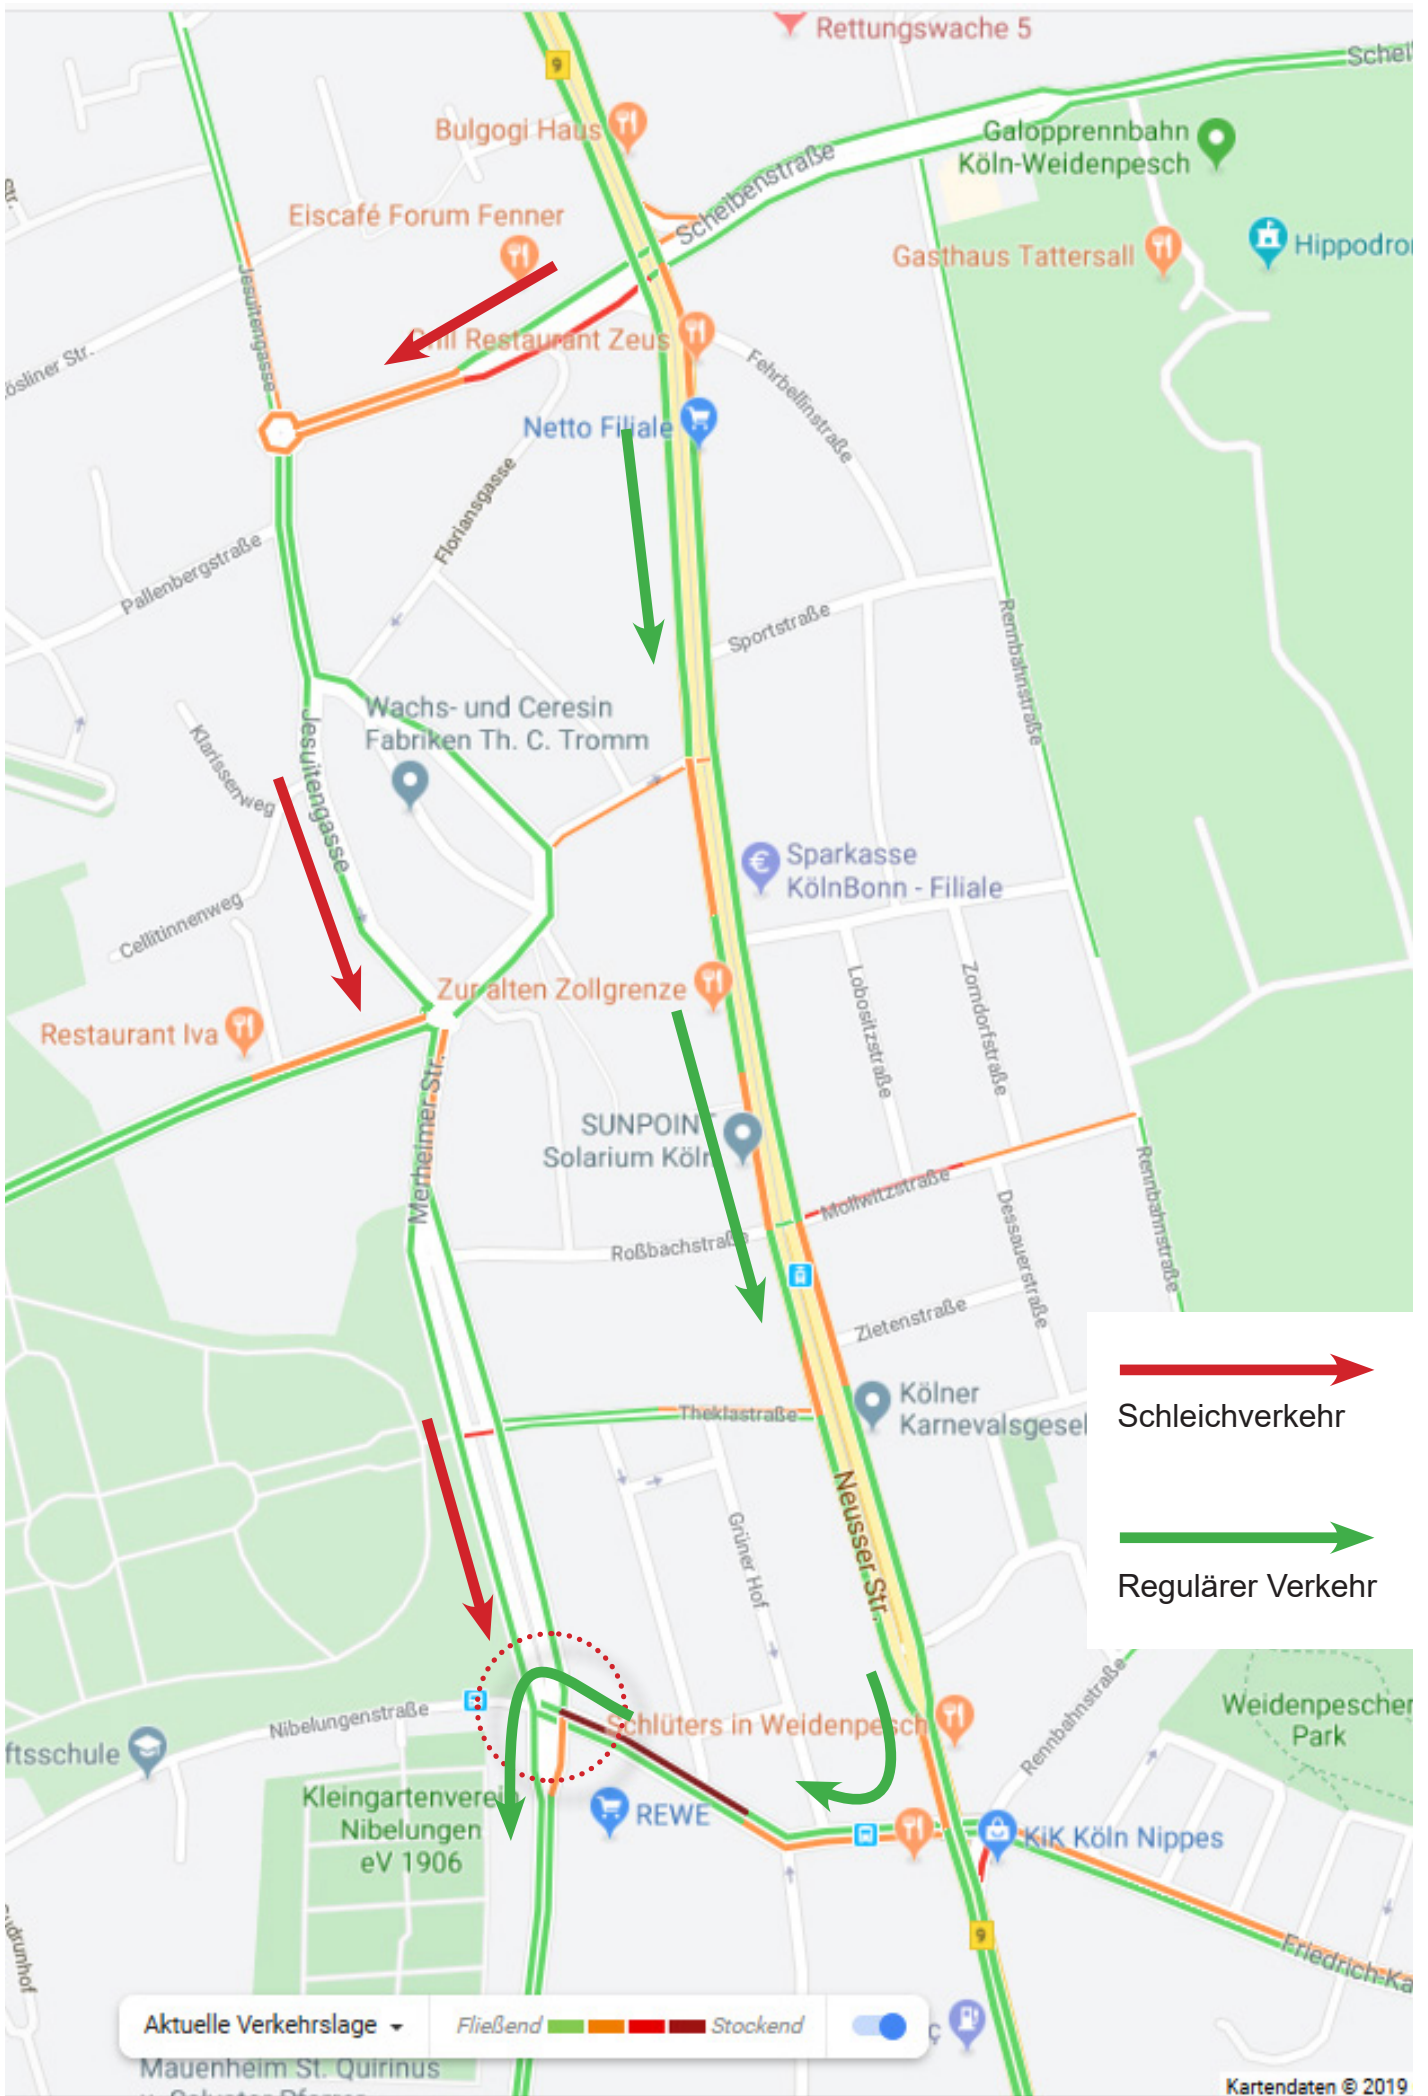 Rettungswache 5
9
Bulgogi Haus
Scheibenstraße
Galopprennbahn
Köln-Weidenpesch
Eiscafé Forum Fenner
Gasthaus Tattersall
Jesuitengasse
Restaurant Zeus
Fehrbellinstraße
Netto Filiale
Floriansgasse
Pallenbergstraße
Sportstraße
Rennbahnstraße
Wachs- und Ceresin
Fabriken Th. C. Tromm
Klarissenweg
Jesuitengasse
Sparkasse
KölnBonn - Filiale
Cellitinnenweg
Zur alten Zollgrenze
Lobositzstraße
Zorndorfstraße
Restaurant Iva
Merheimer Str.
SUNPOINT
Solarium Köln
Mollwitzstraße
Rennbahnstraße
Roßbachstraße
Dessauerstraße
Zietenstraße
Kölner
Karnevalsgesel
Theklastraße
Schleichverkehr
Neusser Str.
Grüner Hof
Regulärer Verkehr
Nibelungenstraße
Schlüters in Weidenpesch
Rennbahnstraße
Weidenpescher
Park
ftsschule
Kleingartenverein
Nibelungen
eV 1906
REWE
KiK Köln Nippes
9
Friedrich-Ka
Aktuelle Verkehrslage
Fließend
Stockend
Mauenheim St. Quirinus
Kartendaten © 2019